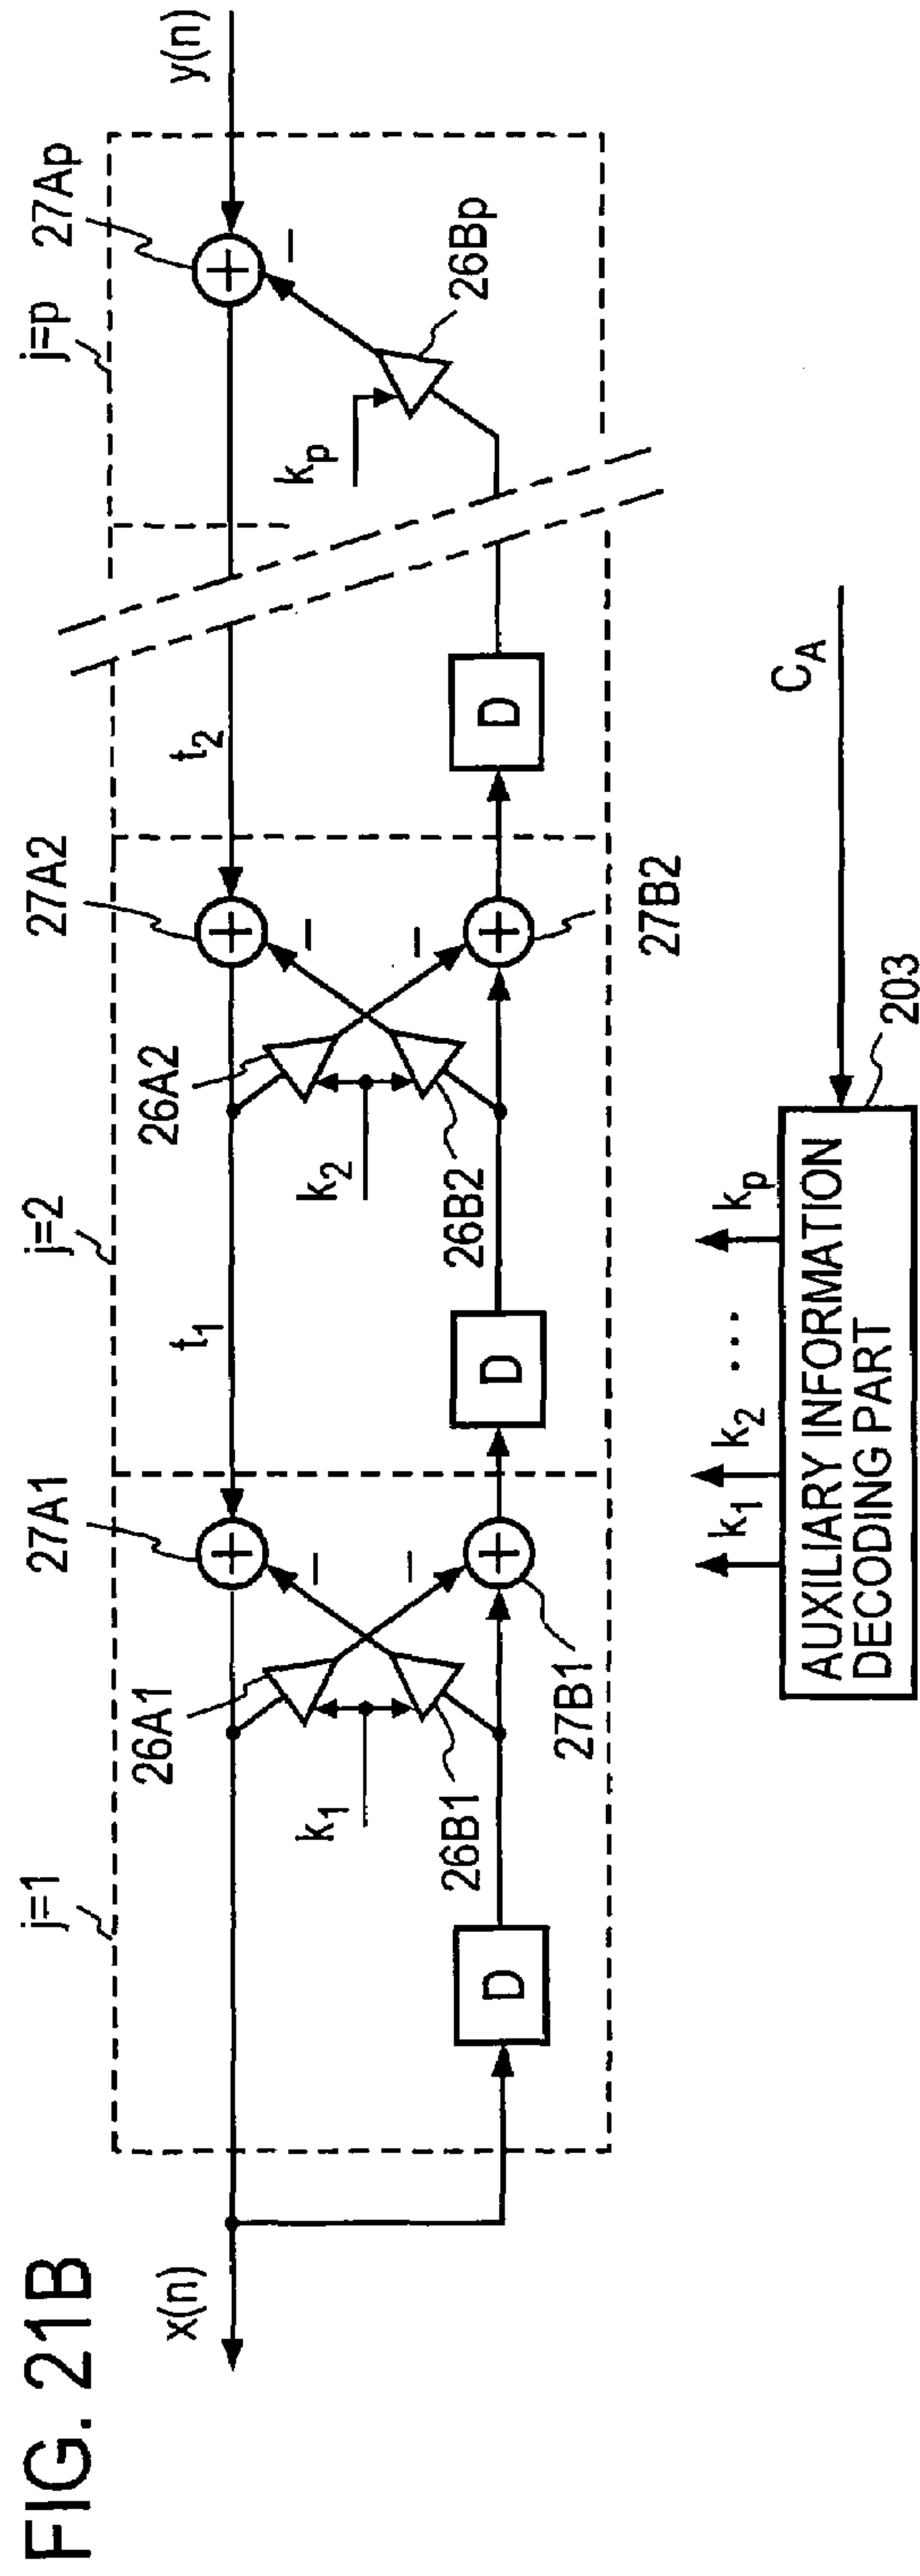 FIG. 21B
j=1
j=2
j=p
27A1
27A2
27Ap
x(n)
t1
t2
y(n)
26A1
26A2
k1
k2
kp
26B1
26B2
26Bp
D
D
D
27B1
27B2
k1
k2
...
kp
CA
AUXILIARY INFORMATION
DECODING PART
203